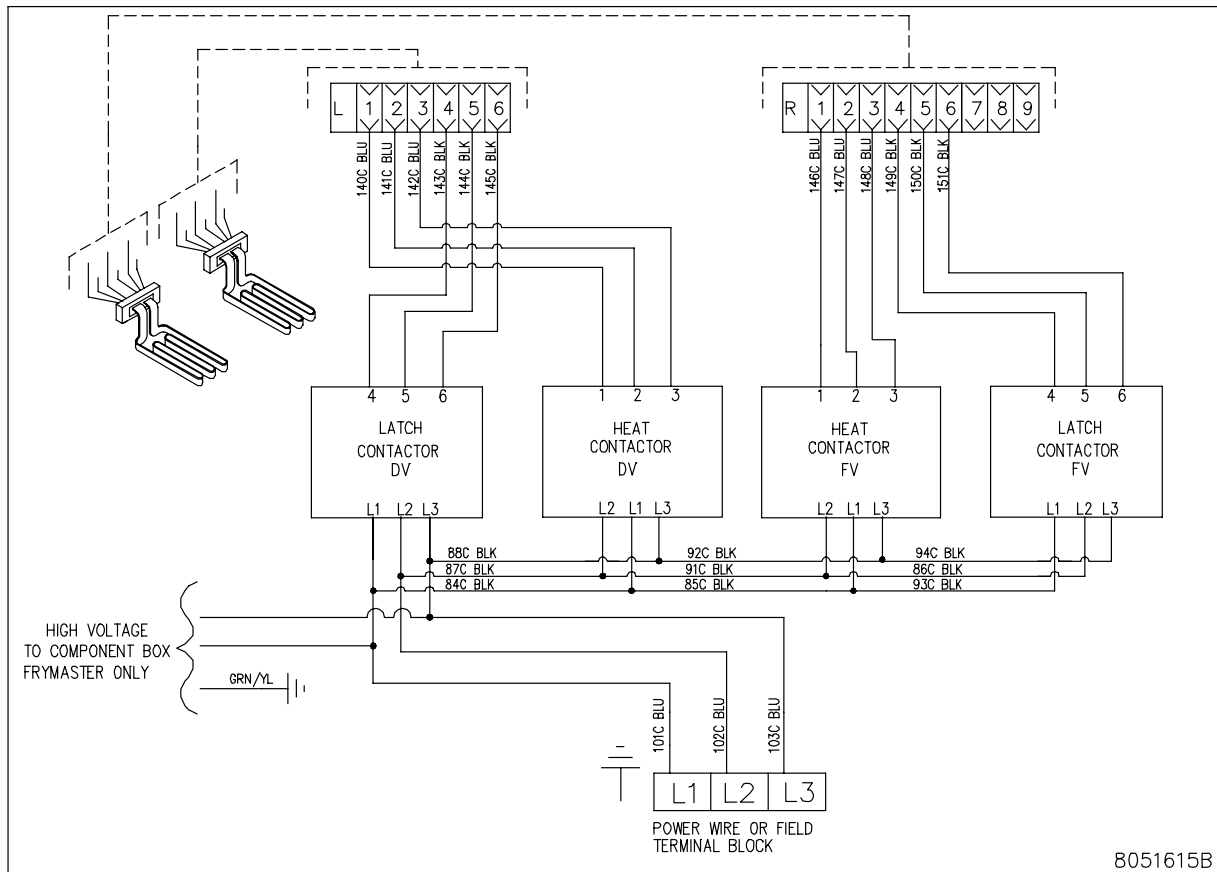 L 1 2 3 4 5 6
R 1 2 3 4 5 6 7 8 9
140C BLU
141C BLU
142C BLU
143C BLK
144C BLK
145C BLK
146C BLU
147C BLU
148C BLU
149C BLK
150C BLK
151C BLK
4 5 6
LATCH
CONTACTOR
DV
L1 L2 L3
1 2 3
HEAT
CONTACTOR
DV
L2 L1 L3
1 2 3
HEAT
CONTACTOR
FV
L2 L1 L3
4 5 6
LATCH
CONTACTOR
FV
L1 L2 L3
88C BLK 92C BLK 94C BLK
87C BLK 91C BLK 86C BLK
84C BLK 85C BLK 93C BLK
HIGH VOLTAGE
TO COMPONENT BOX
FRYMASTER ONLY
GRN/YL
101C BLU
102C BLU
103C BLU
L1 L2 L3
POWER WIRE OR FIELD
TERMINAL BLOCK
8051615B